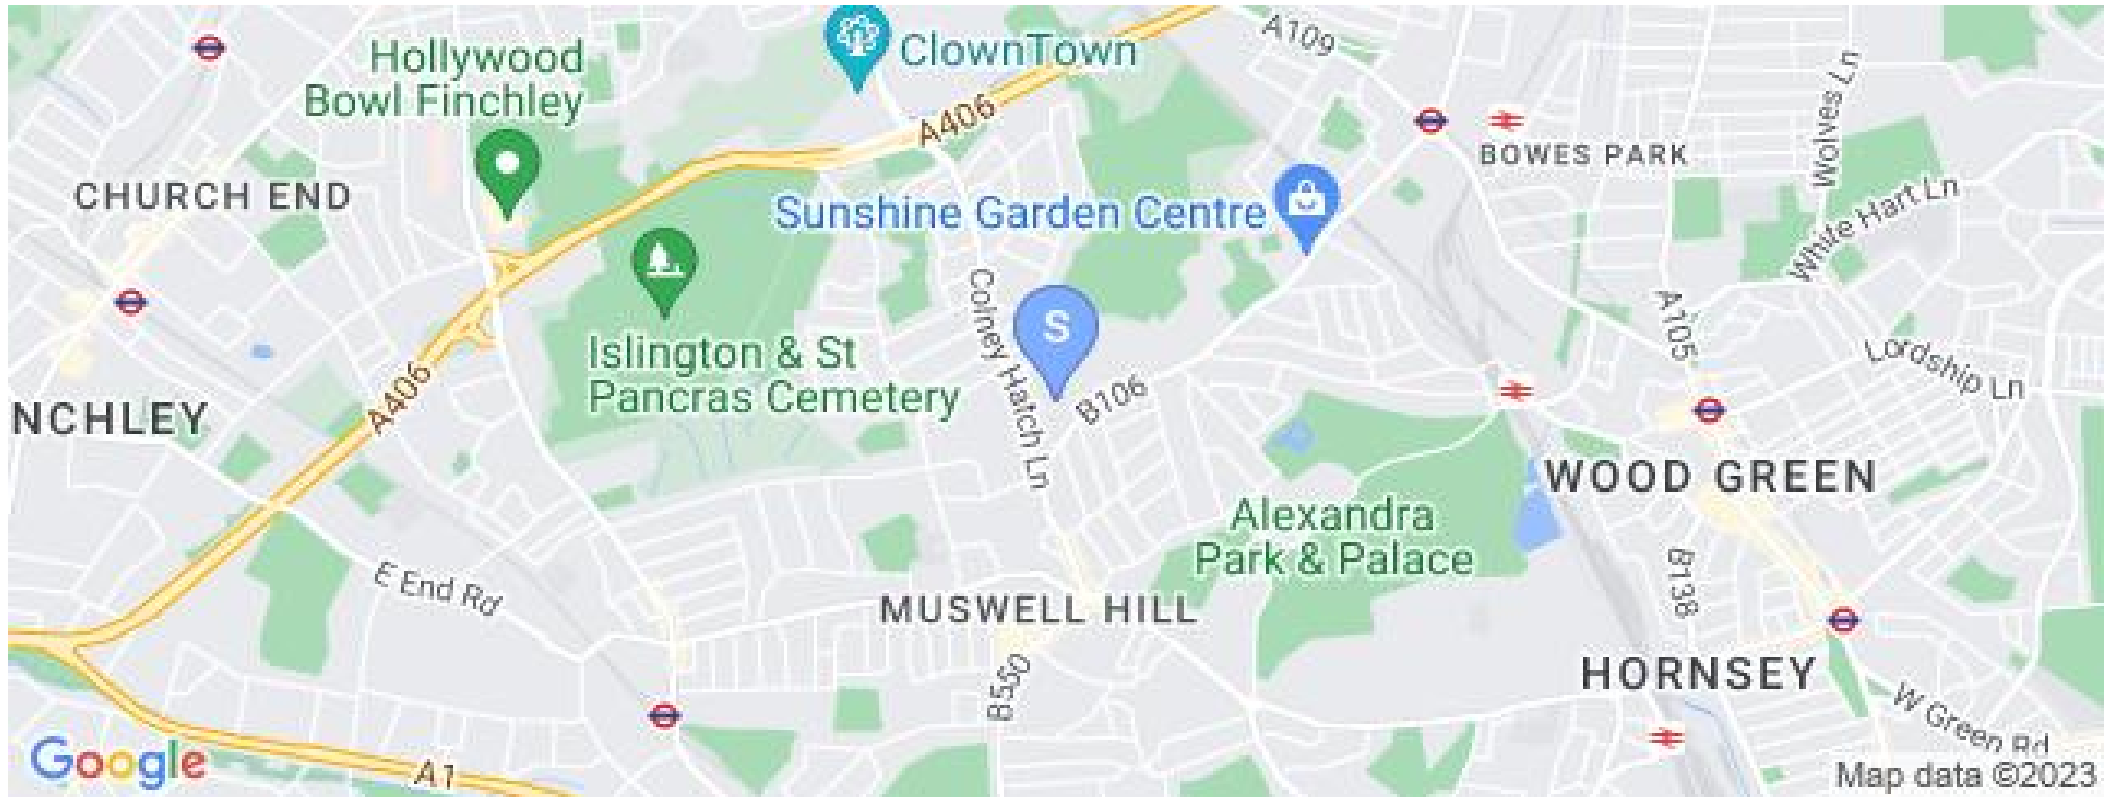 Hollywood
Bowl Finchley
ClownTown
A109
A406
BOWES PARK
Wolves Ln
CHURCH END
Sunshine Garden Centre
White Hart Ln
Colney Hatch Ln
S
A105
Islington & St
Pancras Cemetery
Lordship Ln
A406
B106
NCHLEY
WOOD GREEN
Alexandra
Park & Palace
E End Rd
B138
MUSWELL HILL
B550
HORNSEY
W Green Rd
Google
A1
Map data ©2023